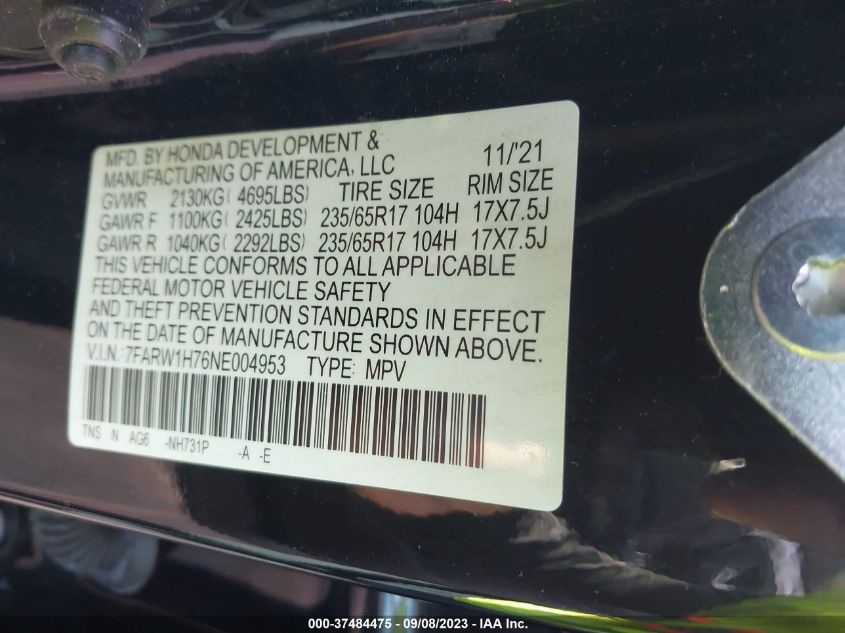 MFD. BY HONDA DEVELOPMENT & 11/'21
MANUFACTURING OF AMERICA, LLC
GVWR 2130KG( 4695LBS) TIRE SIZE RIM SIZE
GAWR F 1100KG( 2425LBS) 235/65R17 104H 17X7.5J
GAWR R 1040KG( 2292LBS) 235/65R17 104H 17X7.5J
THIS VEHICLE CONFORMS TO ALL APPLICABLE
FEDERAL MOTOR VEHICLE SAFETY
AND THEFT PREVENTION STANDARDS IN EFFECT
ON THE DATE OF MANUFACTURE SHOWN ABOVE.
V.I.N.: 7FARW1H76NE004953 TYPE: MPV
TNS N AG6 -NH731P -A -E
000-37484475 - 09/08/2023 - IAA Inc.